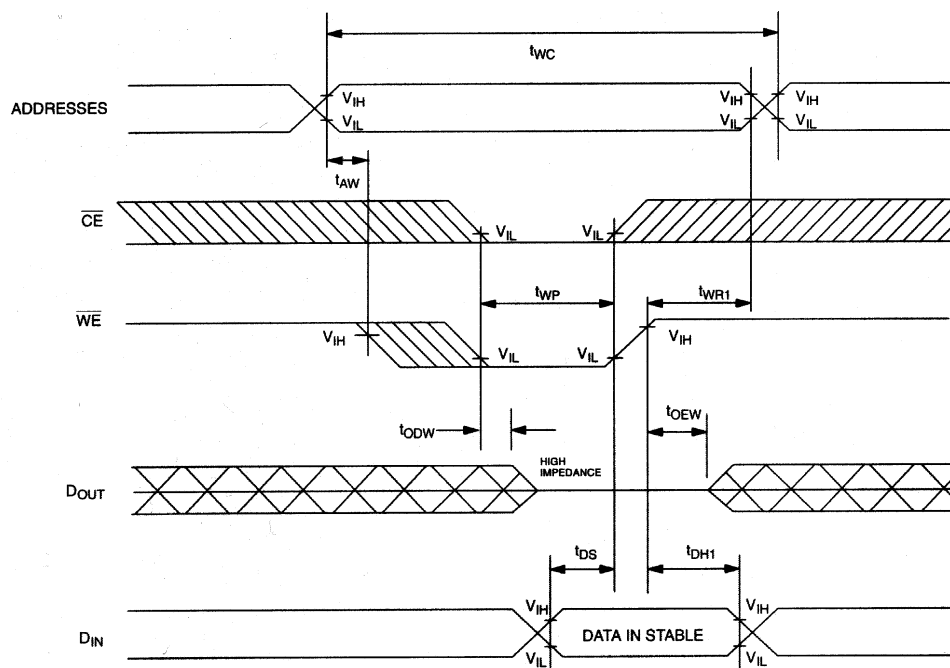 tWC
ADDRESSES
VIH VIH VIH
VIL VIL VIL
tAW
CE
VIL VIL
tWP tWR1
WE
VIH VIH
VIL VIL
tODW tOEW
HIGH
IMPEDANCE
DOUT
tDS tDH1
VIH VIH
DIN DATA IN STABLE
VIL VIL